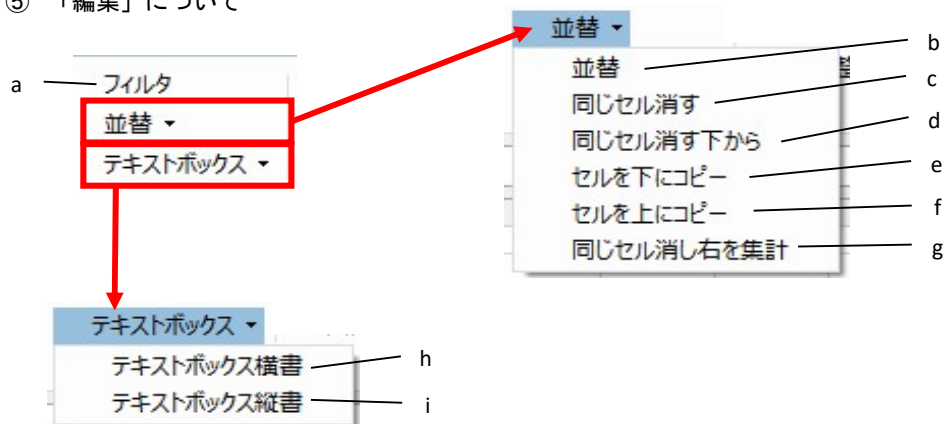 ⑤ 「編集」について
a
フィルタ
並替
テキストボックス
並替
並替
同じセル消す
同じセル消す下から
セルを下にコピー
セルを上にコピー
同じセル消し右を集計
b
c
d
e
f
g
テキストボックス
テキストボックス横書
テキストボックス縦書
h
i